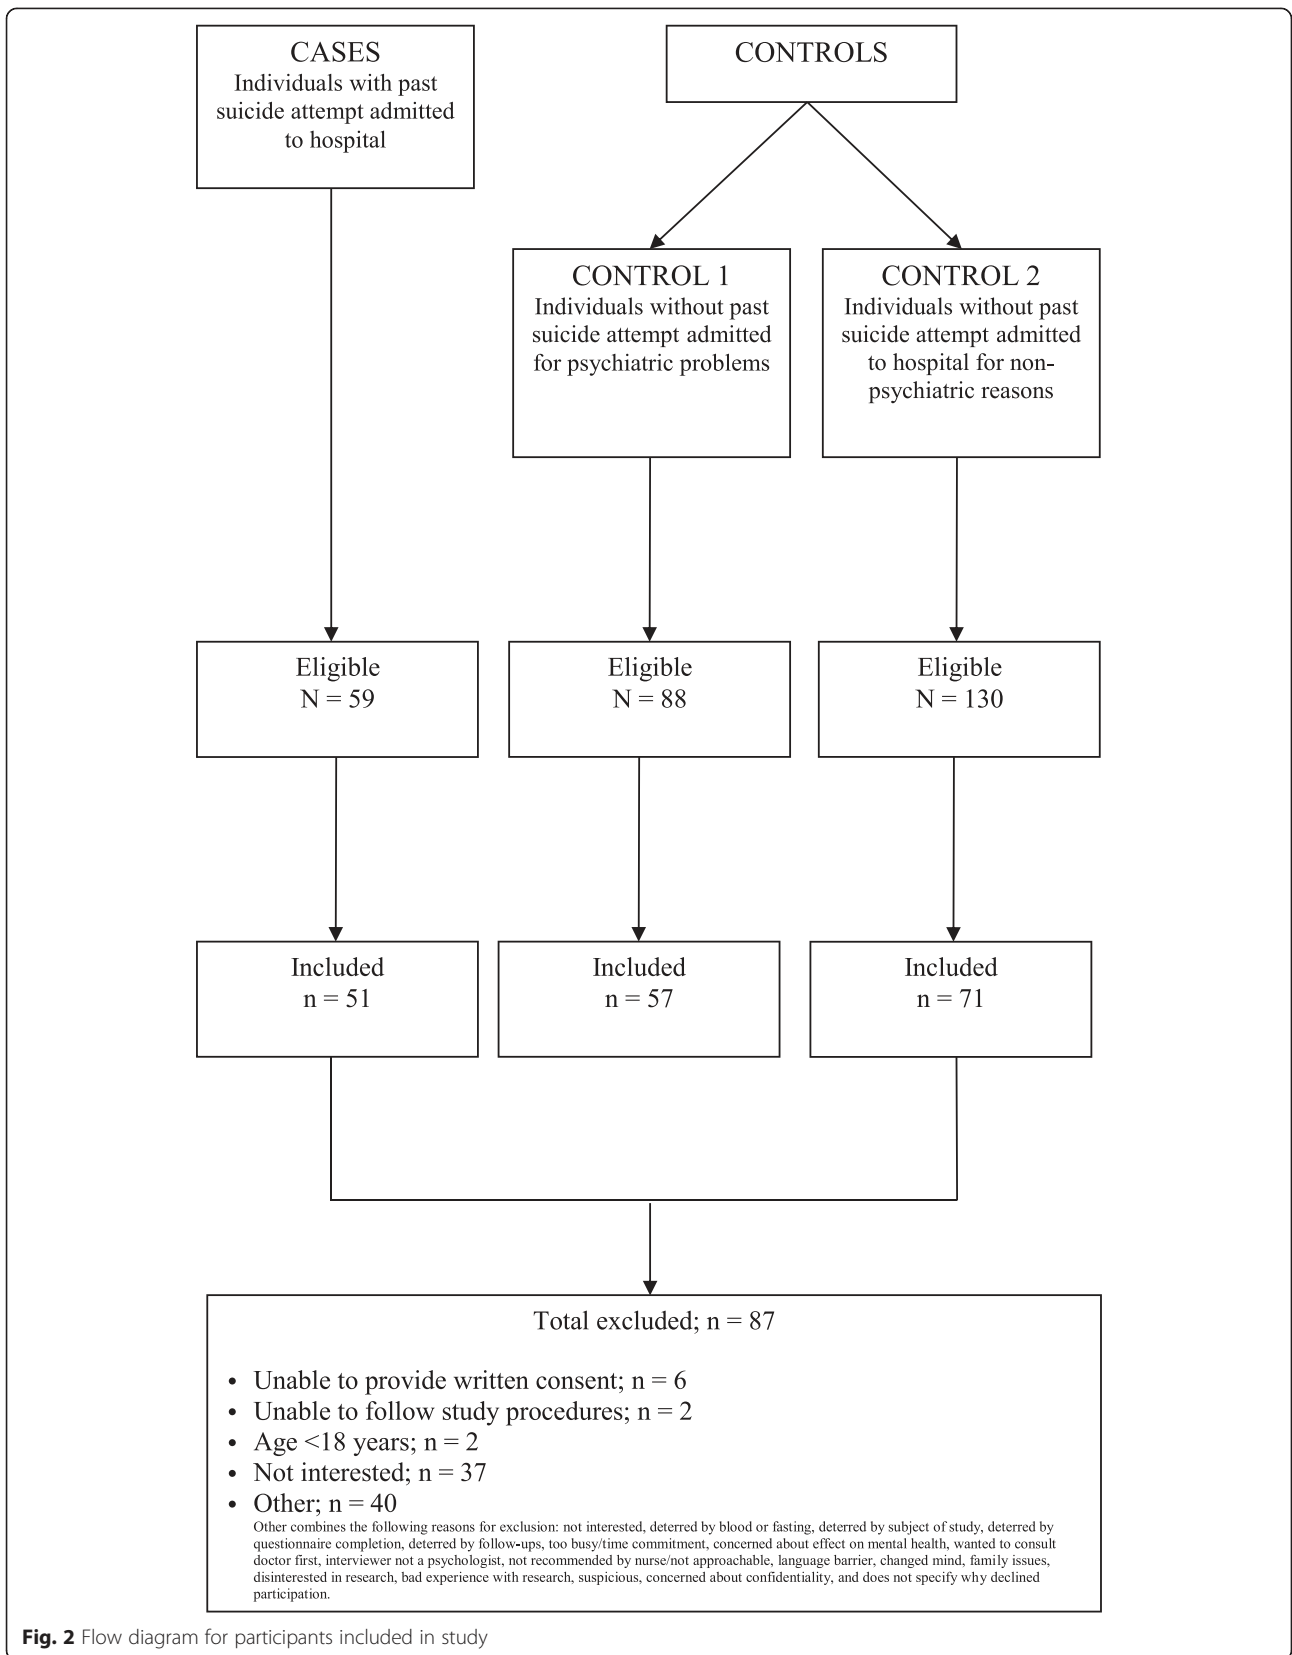 CASES
Individuals with past
suicide attempt admitted
to hospital
CONTROLS
CONTROL 1
Individuals without past
suicide attempt admitted
for psychiatric problems
CONTROL 2
Individuals without past
suicide attempt admitted
to hospital for non-
psychiatric reasons
Eligible
N = 59
Eligible
N = 88
Eligible
N = 130
Included
n = 51
Included
n = 57
Included
n = 71
Total excluded; n = 87
• Unable to provide written consent; n = 6
• Unable to follow study procedures; n = 2
• Age <18 years; n = 2
• Not interested; n = 37
• Other; n = 40
Other combines the following reasons for exclusion: not interested, deterred by blood or fasting, deterred by subject of study, deterred by
questionnaire completion, deterred by follow-ups, too busy/time commitment, concerned about effect on mental health, wanted to consult
doctor first, interviewer not a psychologist, not recommended by nurse/not approachable, language barrier, changed mind, family issues,
disinterested in research, bad experience with research, suspicious, concerned about confidentiality, and does not specify why declined
participation.
Fig. 2 Flow diagram for participants included in study